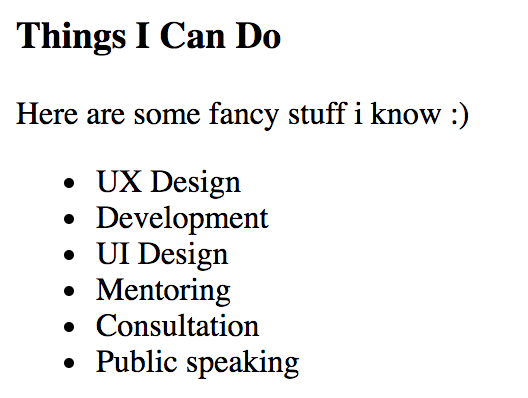 Things I Can Do
Here are some fancy stuff i know :)
• UX Design
• Development
• UI Design
• Mentoring
• Consultation
• Public speaking